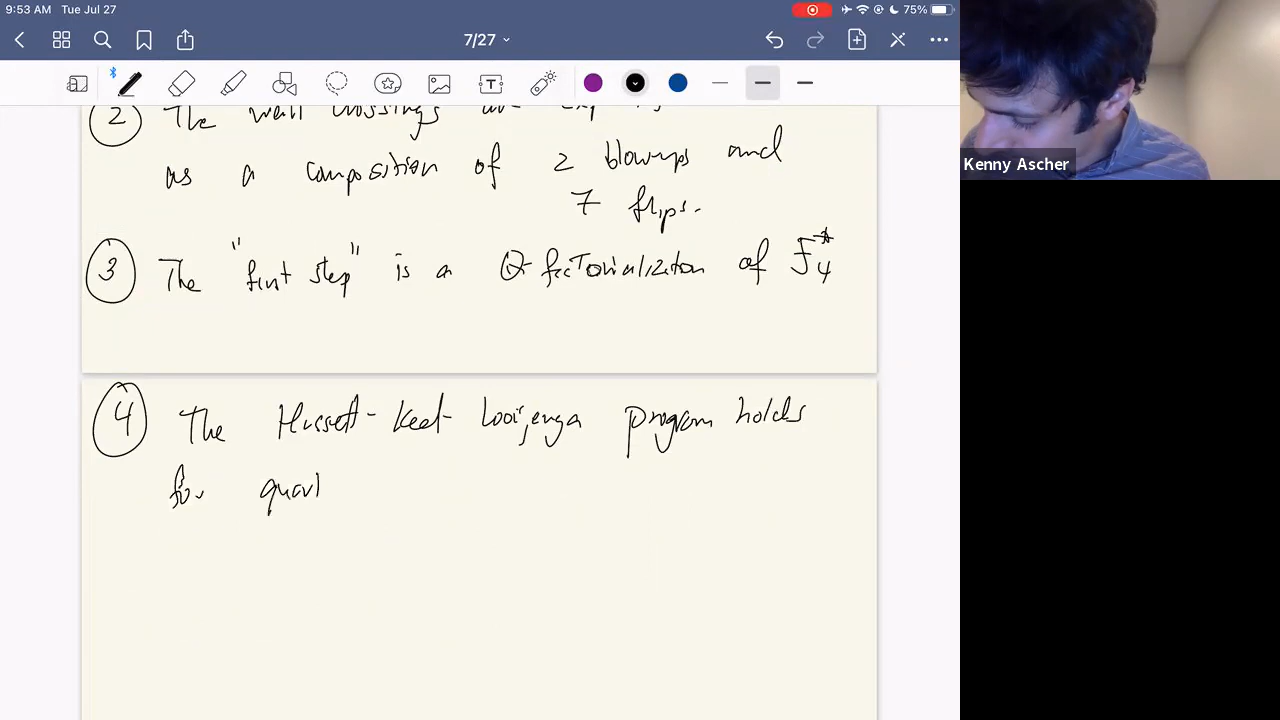 9:53 AM Tue Jul 27
75%
7/27
Kenny Ascher
② The wall crossings
as a composition of 2 blowups and
7 flips.
③ The "first step" is a Q-factorialization of F₄*
④ The Hassett-Keel-Looijenga program holds
for quart